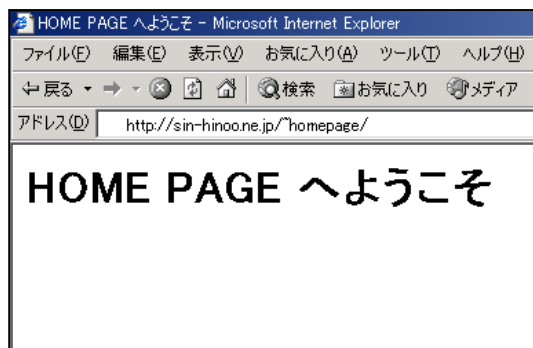 HOME PAGE へようこそ - Microsoft Internet Explorer
ファイル(F) 編集(E) 表示(V) お気に入り(A) ツール(T) ヘルプ(H)
戻る 検索 お気に入り メディア
アドレス(D) http://sin-hinoo.ne.jp/~homepage/
HOME PAGE へようこそ